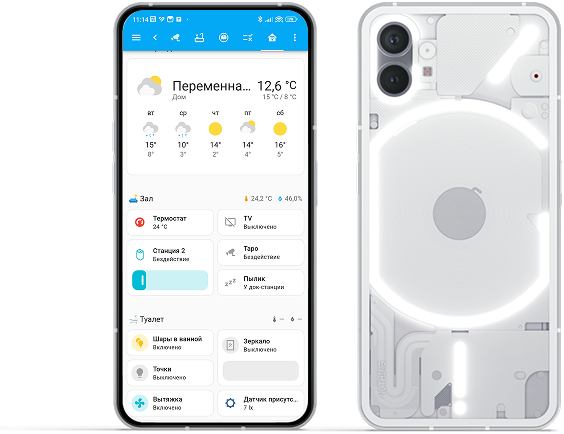 11:14
Переменна... 12,6 °C
Дом 15 °C / 8 °C
вт ср чт пт сб
15° 10° 14° 14° 16°
8° 3° 2° 4° 5°
Зал 24,2 °C 46,0%
Термостат
24 °C
TV
Выключено
Станция 2
Бездействие
Таро
Бездействие
Пылик
У док-станции
Туалет – –
Шары в ванной
Включено
Зеркало
Выключено
Точки
Выключено
Вытяжка
Включено
Датчик присутс...
7 lx